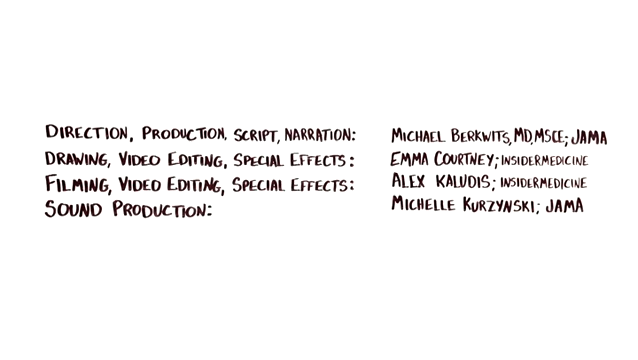 DIRECTION, PRODUCTION, SCRIPT, NARRATION: MICHAEL BERKWITS, MD, MSCE; JAMA
DRAWING, VIDEO EDITING, SPECIAL EFFECTS: EMMA COURTNEY; INSIDERMEDICINE
FILMING, VIDEO EDITING, SPECIAL EFFECTS: ALEX KALUDIS; INSIDERMEDICINE
SOUND PRODUCTION: MICHELLE KURZYNSKI; JAMA